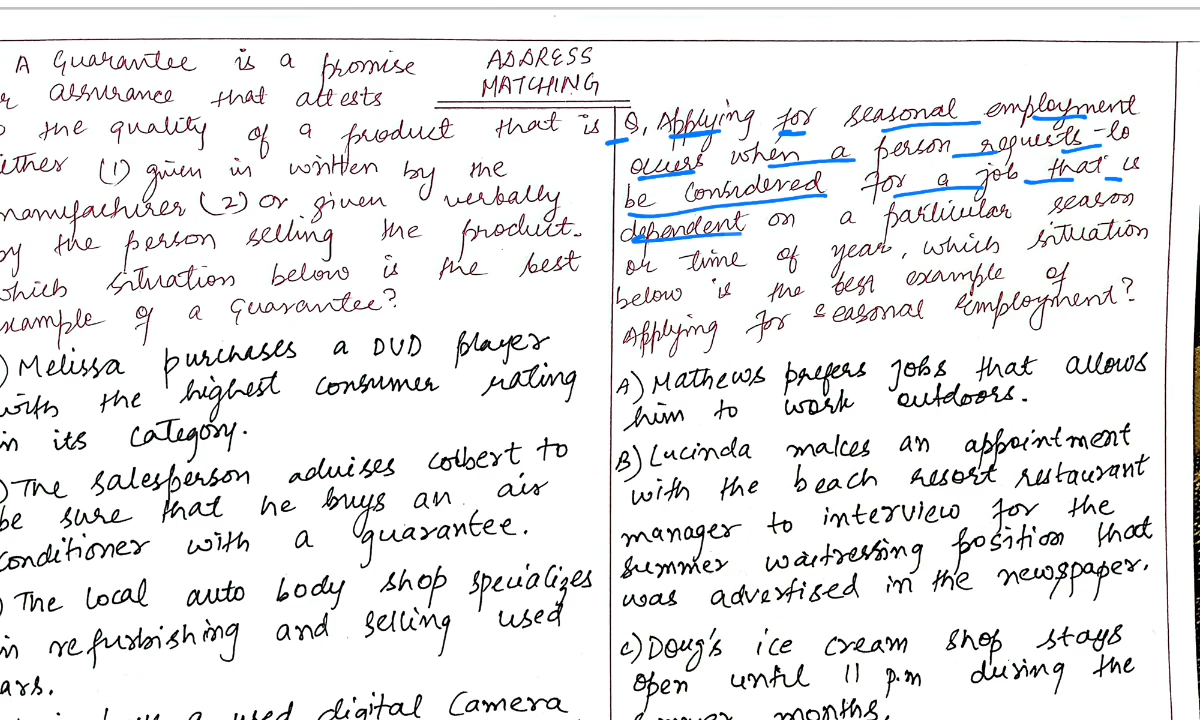 A Guarantee is a promise
assurance that attests
the quality of a product that is
(1) given in written by the
(2) or given verbally
the person selling the product.
situation below is the best
of a guarantee?
Melissa purchases a DVD player
with the highest consumer rating
in its category.
The salesperson advises colbert to
be sure that he buys an air
conditioner with a guarantee.
The local auto body shop specializes
in refurbishing and selling used
a used digital camera
ADDRESS
MATCHING
Q. Applying for seasonal employment
occurs when a person requests to
be considered for a job that is
dependent on a particular season
or time of year, which situation
below is the best example of
Applying for seasonal employment?
A) Mathews prefers jobs that allows
him to work outdoors.
B) Lucinda makes an appointment
with the beach resort restaurant
manager to interview for the
summer waitressing position that
was advertised in the newspaper.
C) Doug's ice cream shop stays
open until 11 p.m during the
months.